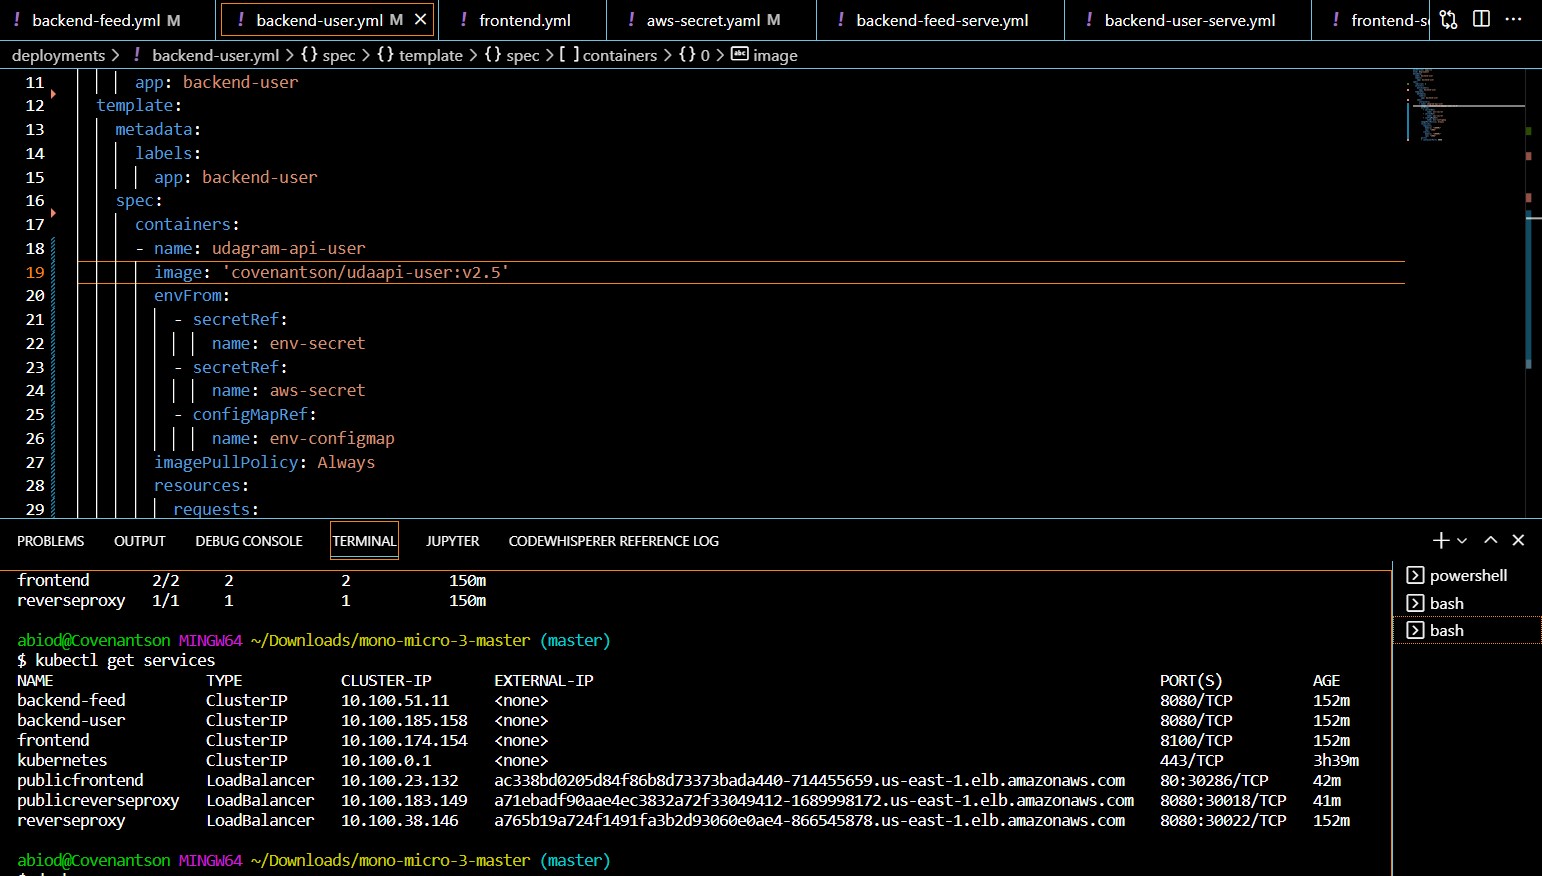 ! backend-feed.yml M ! backend-user.yml M ! frontend.yml ! aws-secret.yaml M ! backend-feed-serve.yml ! backend-user-serve.yml ! frontend-s
deployments > ! backend-user.yml > {} spec > {} template > {} spec > [ ] containers > {} 0 > abc image
11 app: backend-user
12 template:
13 metadata:
14 labels:
15 app: backend-user
16 spec:
17 containers:
18 - name: udagram-api-user
19 image: 'covenantson/udaapi-user:v2.5'
20 envFrom:
21 - secretRef:
22 name: env-secret
23 - secretRef:
24 name: aws-secret
25 - configMapRef:
26 name: env-configmap
27 imagePullPolicy: Always
28 resources:
29 requests:
PROBLEMS OUTPUT DEBUG CONSOLE TERMINAL JUPYTER CODEWHISPERER REFERENCE LOG
powershell
bash
bash
frontend 2/2 2 2 150m
reverseproxy 1/1 1 1 150m
abiod@Covenantson MINGW64 ~/Downloads/mono-micro-3-master (master)
$ kubectl get services
NAME TYPE CLUSTER-IP EXTERNAL-IP PORT(S) AGE
backend-feed ClusterIP 10.100.51.11 <none> 8080/TCP 152m
backend-user ClusterIP 10.100.185.158 <none> 8080/TCP 152m
frontend ClusterIP 10.100.174.154 <none> 8100/TCP 152m
kubernetes ClusterIP 10.100.0.1 <none> 443/TCP 3h39m
publicfrontend LoadBalancer 10.100.23.132 ac338bd0205d84f86b8d73373bada440-714455659.us-east-1.elb.amazonaws.com 80:30286/TCP 42m
publicreverseproxy LoadBalancer 10.100.183.149 a71ebadf90aae4ec3832a72f33049412-1689998172.us-east-1.elb.amazonaws.com 8080:30018/TCP 41m
reverseproxy LoadBalancer 10.100.38.146 a765b19a724f1491fa3b2d93060e0ae4-866545878.us-east-1.elb.amazonaws.com 8080:30022/TCP 152m
abiod@Covenantson MINGW64 ~/Downloads/mono-micro-3-master (master)